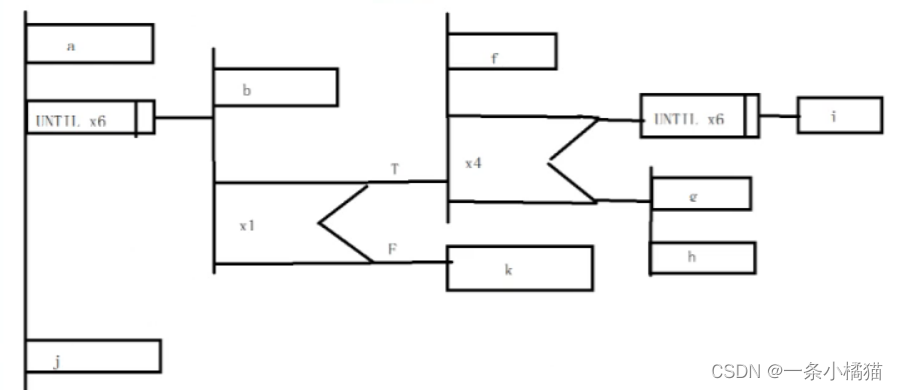 a
UNTIL x6
b
x1
T
F
f
x4
k
UNTIL x6
i
g
h
j
CSDN @一条小橘猫